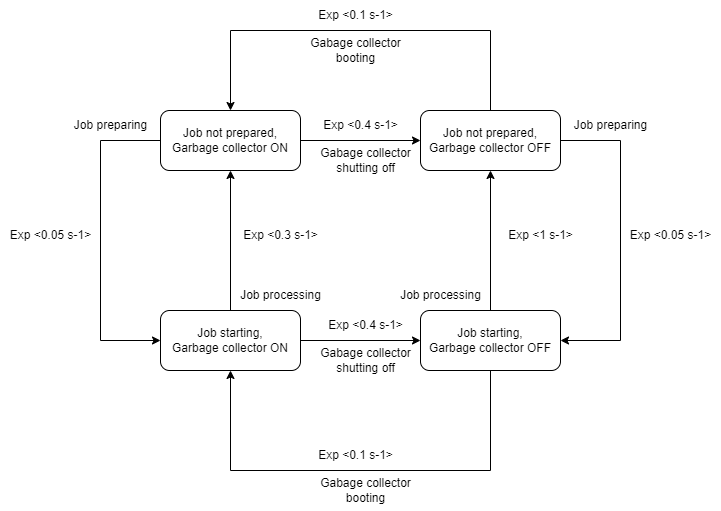 Exp <0.1 s-1>
Gabage collector
booting
Job preparing
Job not prepared,
Garbage collector ON
Exp <0.4 s-1>
Gabage collector
shutting off
Job not prepared,
Garbage collector OFF
Job preparing
Exp <0.05 s-1>
Exp <0.3 s-1>
Exp <1 s-1>
Exp <0.05 s-1>
Job processing
Job processing
Job starting,
Garbage collector ON
Exp <0.4 s-1>
Gabage collector
shutting off
Job starting,
Garbage collector OFF
Exp <0.1 s-1>
Gabage collector
booting